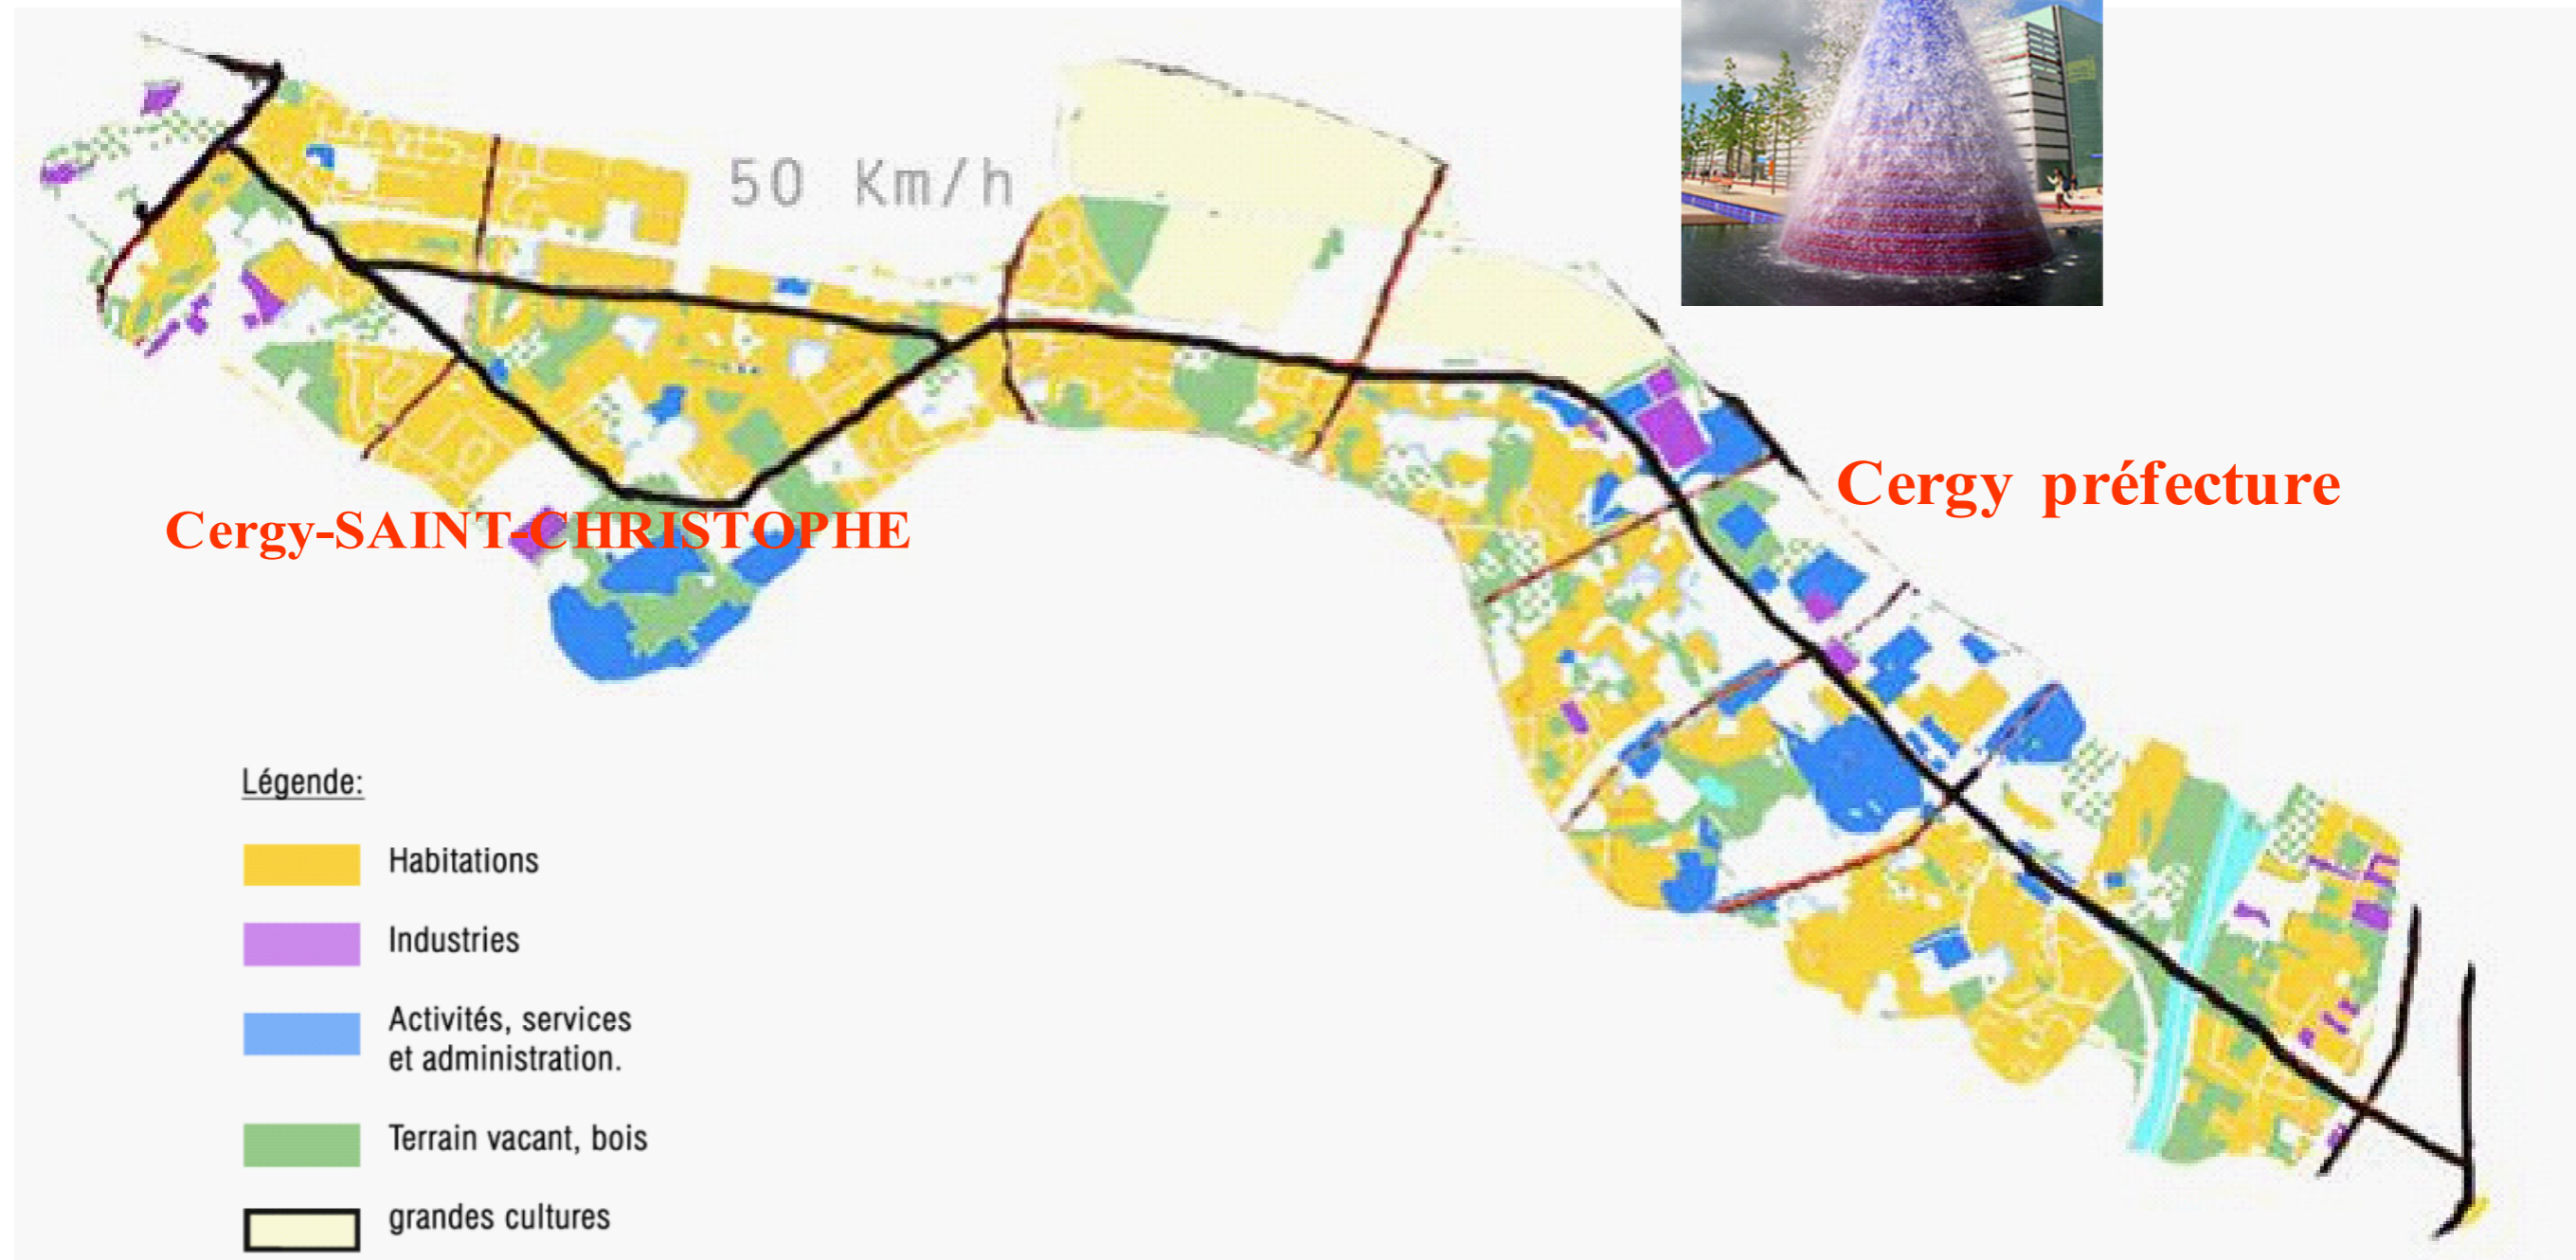 50 Km/h
Cergy préfecture
Cergy-SAINT-CHRISTOPHE
Légende:
Habitations
Industries
Activités, services
et administration.
Terrain vacant, bois
grandes cultures